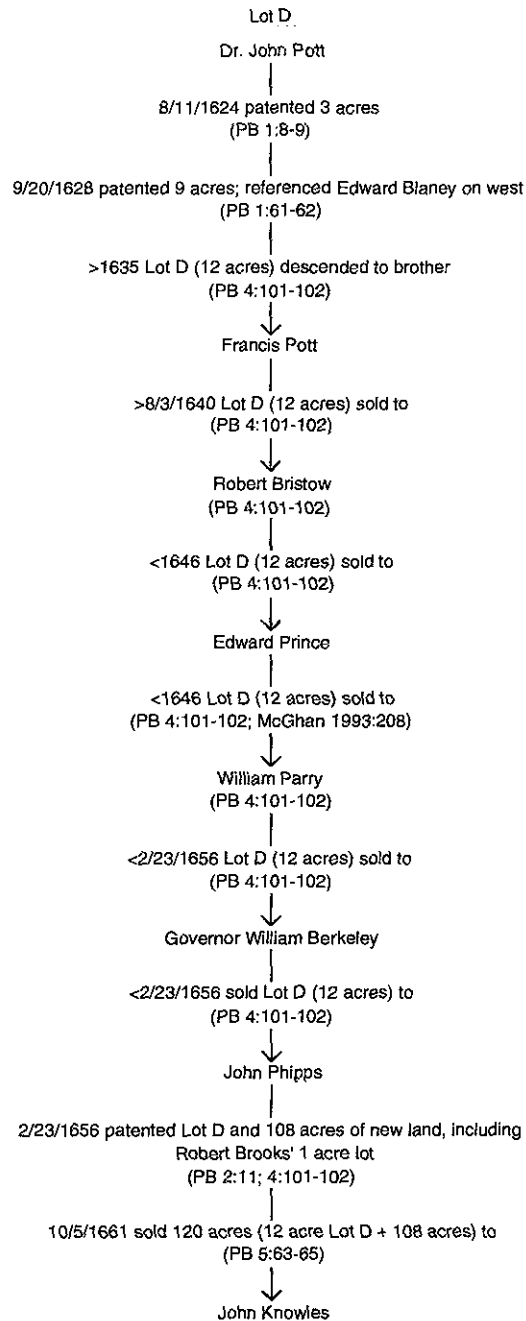 Lot D
Dr. John Pott
8/11/1624 patented 3 acres
(PB 1:8-9)
9/20/1628 patented 9 acres; referenced Edward Blaney on west
(PB 1:61-62)
>1635 Lot D (12 acres) descended to brother
(PB 4:101-102)
Francis Pott
>8/3/1640 Lot D (12 acres) sold to
(PB 4:101-102)
Robert Bristow
(PB 4:101-102)
<1646 Lot D (12 acres) sold to
(PB 4:101-102)
Edward Prince
<1646 Lot D (12 acres) sold to
(PB 4:101-102; McGhan 1993:208)
William Parry
(PB 4:101-102)
<2/23/1656 Lot D (12 acres) sold to
(PB 4:101-102)
Governor William Berkeley
<2/23/1656 sold Lot D (12 acres) to
(PB 4:101-102)
John Phipps
2/23/1656 patented Lot D and 108 acres of new land, including
Robert Brooks' 1 acre lot
(PB 2:11; 4:101-102)
10/5/1661 sold 120 acres (12 acre Lot D + 108 acres) to
(PB 5:63-65)
John Knowles